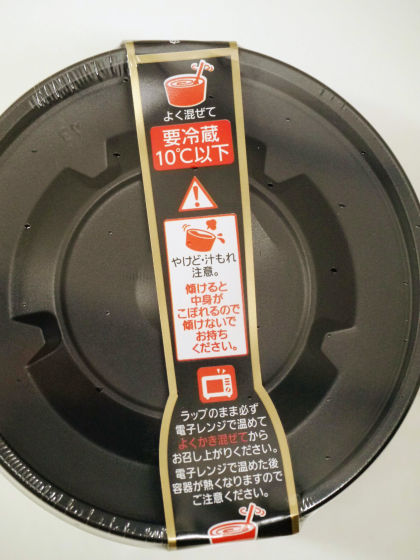 よく混ぜて
要冷蔵
10℃以下
やけど・汁もれ
注意。
傾けると
中身が
こぼれるので
傾けないで
お持ち
ください。
ラップのまま必ず
電子レンジで温めて
よくかき混ぜてから
お召し上がりください。
電子レンジで温めた後
容器が熱くなりますので
ご注意ください。